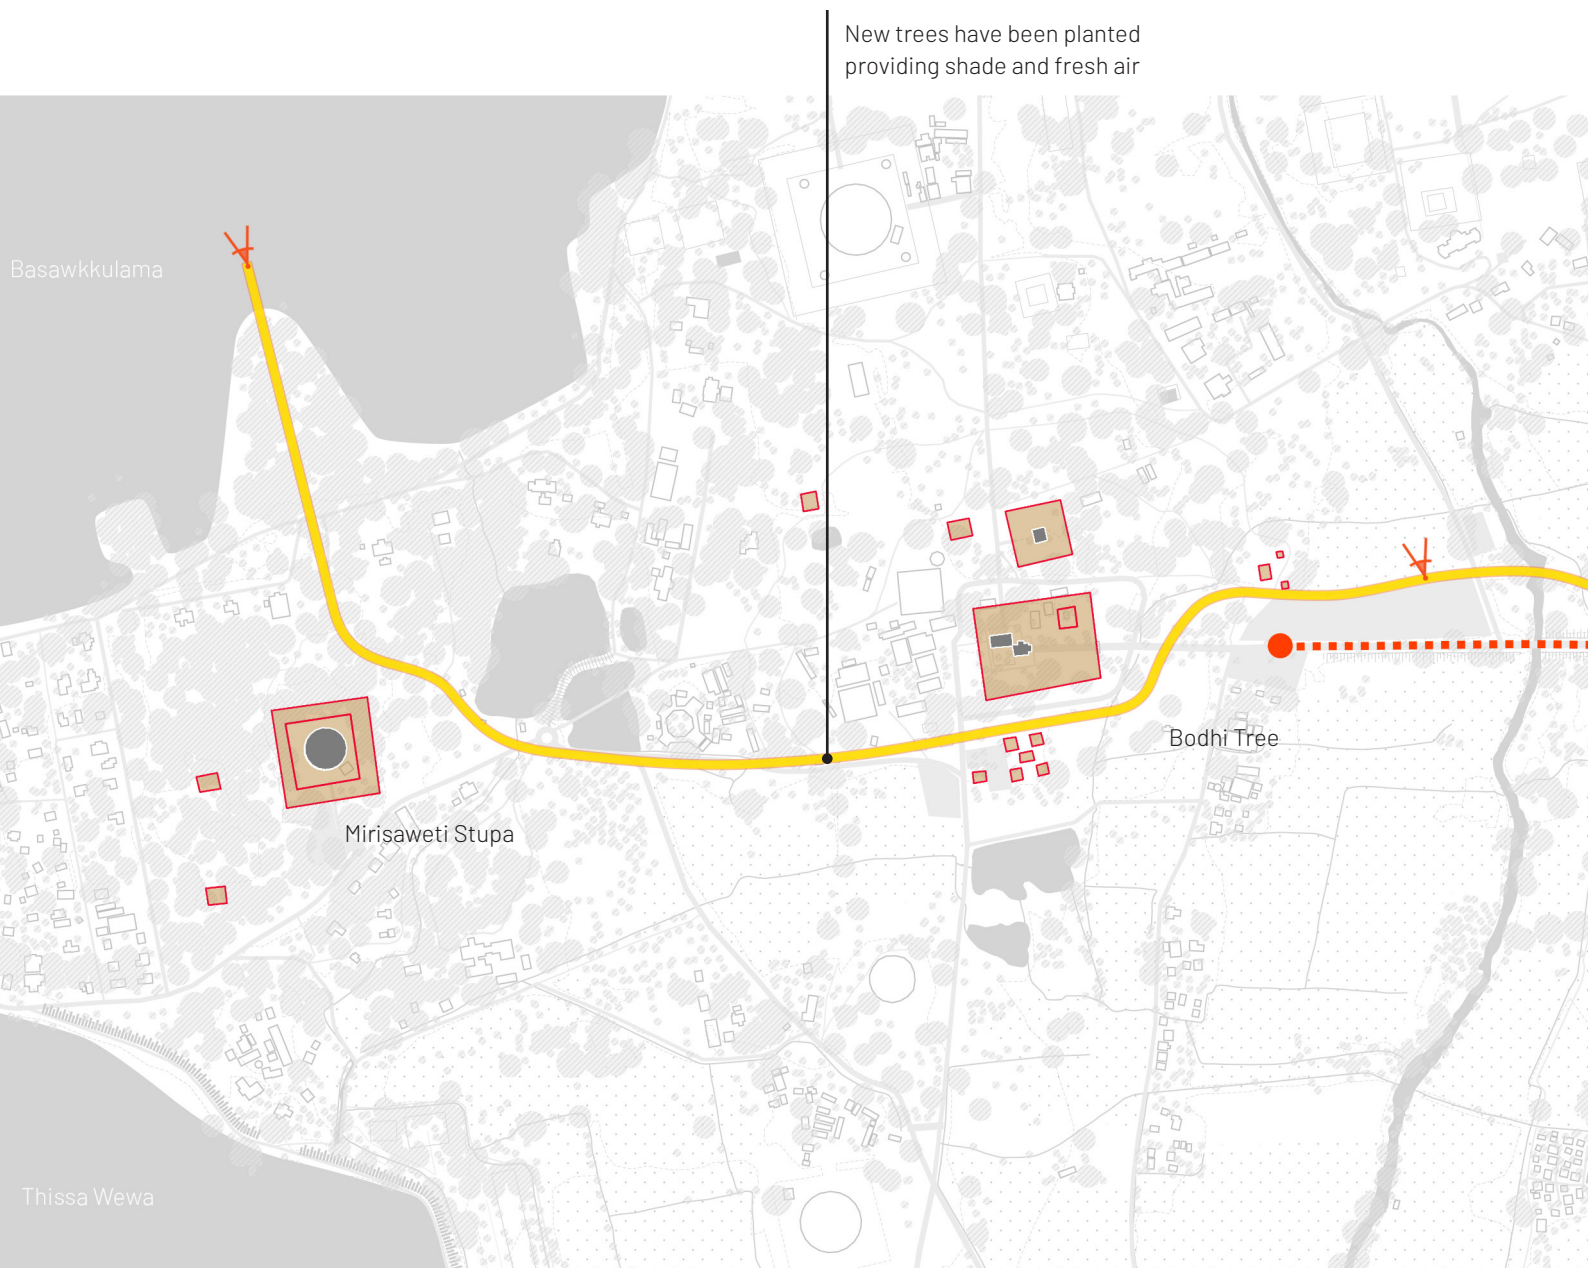 New trees have been planted
providing shade and fresh air
Basawkkulama
Bodhi Tree
Mirisaweti Stupa
Thissa Wewa